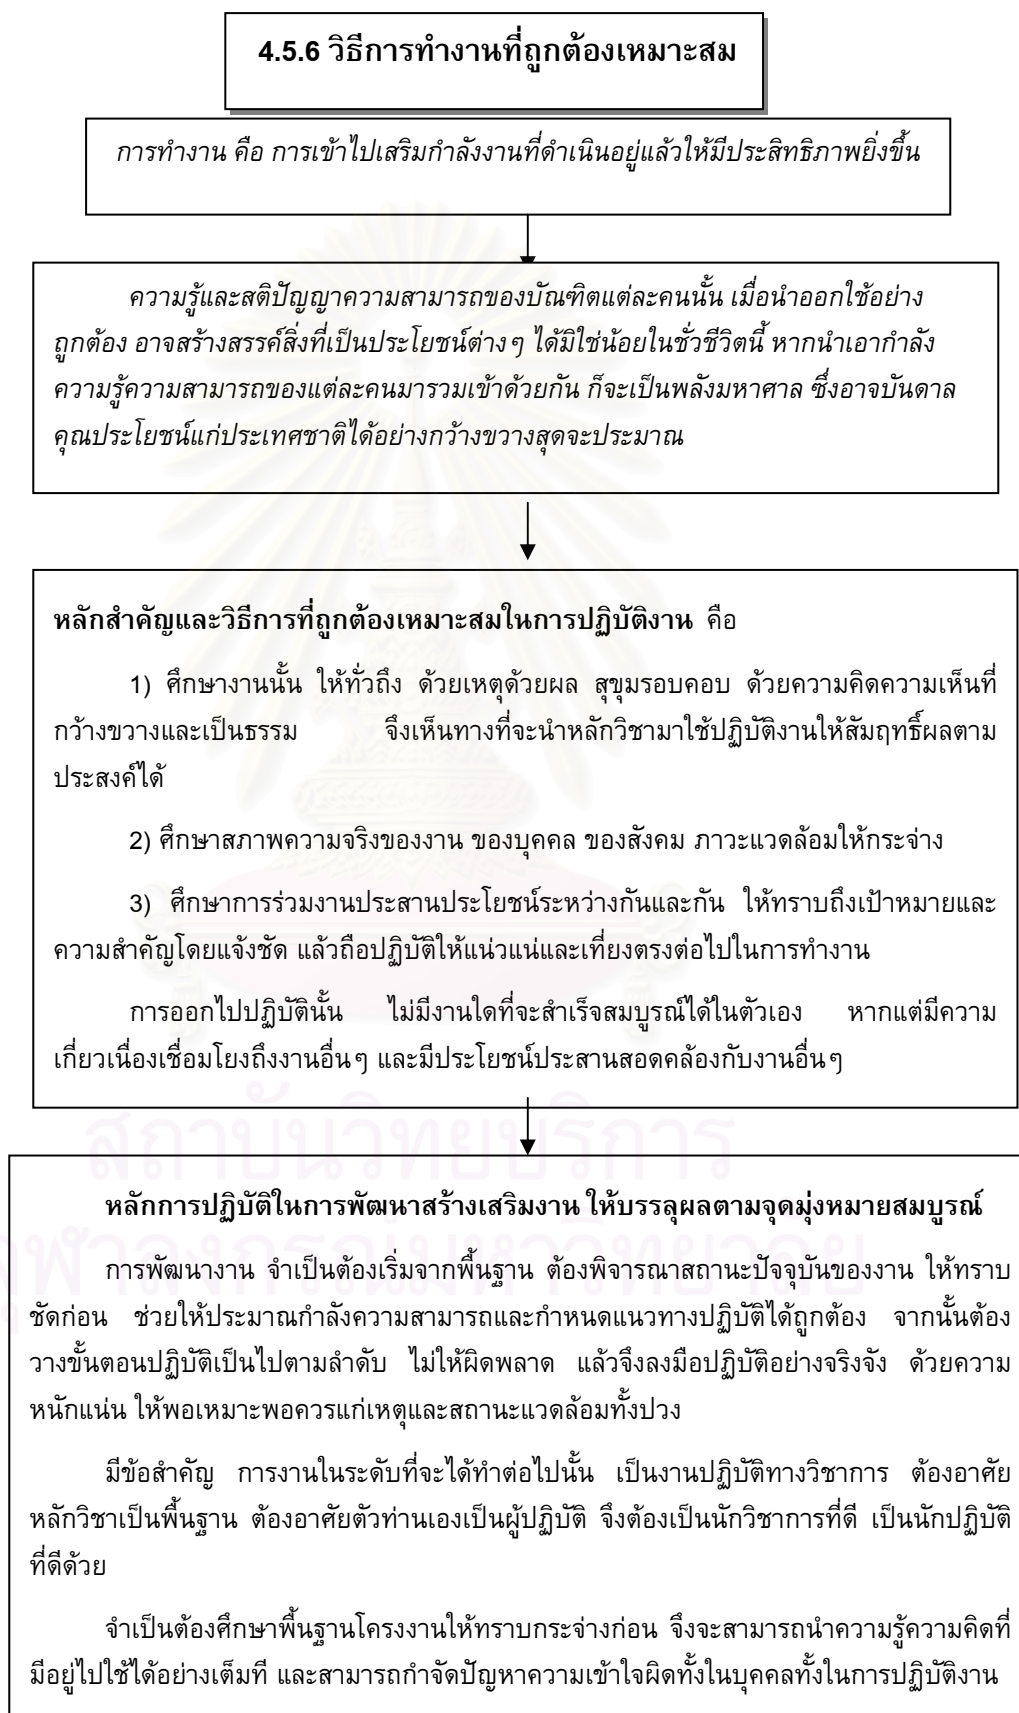 4.5.6 วิธีการทำงานที่ถูกต้องเหมาะสม
การทำงาน คือ การเข้าไปเสริมกำลังงานที่ดำเนินอยู่แล้วให้มีประสิทธิภาพยิ่งขึ้น
ความรู้และสติปัญญาความสามารถของบัณฑิตแต่ละคนนั้น เมื่อนำออกใช้อย่าง
ถูกต้อง อาจสร้างสรรค์สิ่งที่เป็นประโยชน์ต่างๆ ได้มิใช่น้อยในชั่วชีวิตนี้ หากนำเอากำลัง
ความรู้ความสามารถของแต่ละคนมารวมเข้าด้วยกัน ก็จะเป็นพลังมหาศาล ซึ่งอาจบันดาล
คุณประโยชน์แก่ประเทศชาติได้อย่างกว้างขวางสุดจะประมาณ
หลักสำคัญและวิธีการที่ถูกต้องเหมาะสมในการปฏิบัติงาน คือ
1) ศึกษางานนั้น ให้ทั่วถึง ด้วยเหตุด้วยผล สุขุมรอบคอบ ด้วยความคิดความเห็นที่
กว้างขวางและเป็นธรรม จึงเห็นทางที่จะนำหลักวิชามาใช้ปฏิบัติงานให้สัมฤทธิ์ผลตาม
ประสงค์ได้
2) ศึกษาสภาพความจริงของงาน ของบุคคล ของสังคม ภาวะแวดล้อมให้กระจ่าง
3) ศึกษาการร่วมงานประสานประโยชน์ระหว่างกันและกัน ให้ทราบถึงเป้าหมายและ
ความสำคัญโดยแจ้งชัด แล้วถือปฏิบัติให้แน่วแน่และเที่ยงตรงต่อไปในการทำงาน
การออกไปปฏิบัตินั้น ไม่มีงานใดที่จะสำเร็จสมบูรณ์ได้ในตัวเอง หากแต่มีความ
เกี่ยวเนื่องเชื่อมโยงถึงงานอื่นๆ และมีประโยชน์ประสานสอดคล้องกับงานอื่นๆ
สถาบันวิทยบริการ
หลักการปฏิบัติในการพัฒนาสร้างเสริมงาน ให้บรรลุผลตามจุดมุ่งหมายสมบูรณ์
จุฬาลงกรณ์มหาวิทยาลัย
การพัฒนางาน จำเป็นต้องเริ่มจากพื้นฐาน ต้องพิจารณาสถานะปัจจุบันของงาน ให้ทราบ
ชัดก่อน ช่วยให้ประมาณกำลังความสามารถและกำหนดแนวทางปฏิบัติได้ถูกต้อง จากนั้นต้อง
วางขั้นตอนปฏิบัติเป็นไปตามลำดับ ไม่ให้ผิดพลาด แล้วจึงลงมือปฏิบัติอย่างจริงจัง ด้วยความ
หนักแน่น ให้พอเหมาะพอควรแก่เหตุและสถานะแวดล้อมทั้งปวง
มีข้อสำคัญ การงานในระดับที่จะได้ทำต่อไปนั้น เป็นงานปฏิบัติทางวิชาการ ต้องอาศัย
หลักวิชาเป็นพื้นฐาน ต้องอาศัยตัวท่านเองเป็นผู้ปฏิบัติ จึงต้องเป็นนักวิชาการที่ดี เป็นนักปฏิบัติ
ที่ดีด้วย
จำเป็นต้องศึกษาพื้นฐานโครงงานให้ทราบกระจ่างก่อน จึงจะสามารถนำความรู้ความคิดที่
มีอยู่ไปใช้ได้อย่างเต็มที่ และสามารถกำจัดปัญหาความเข้าใจผิดทั้งในบุคคลทั้งในการปฏิบัติงาน